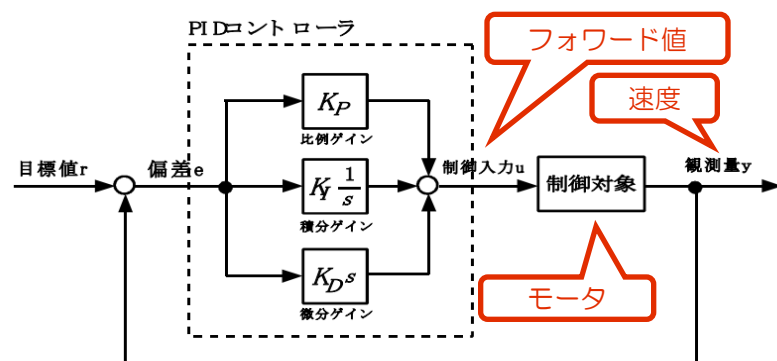 PIDコントローラ
フォワード値
速度
K_P
比例ゲイン
目標値r
偏差e
制御入力u
観測量y
K_I 1/s
積分ゲイン
制御対象
モータ
K_D s
微分ゲイン